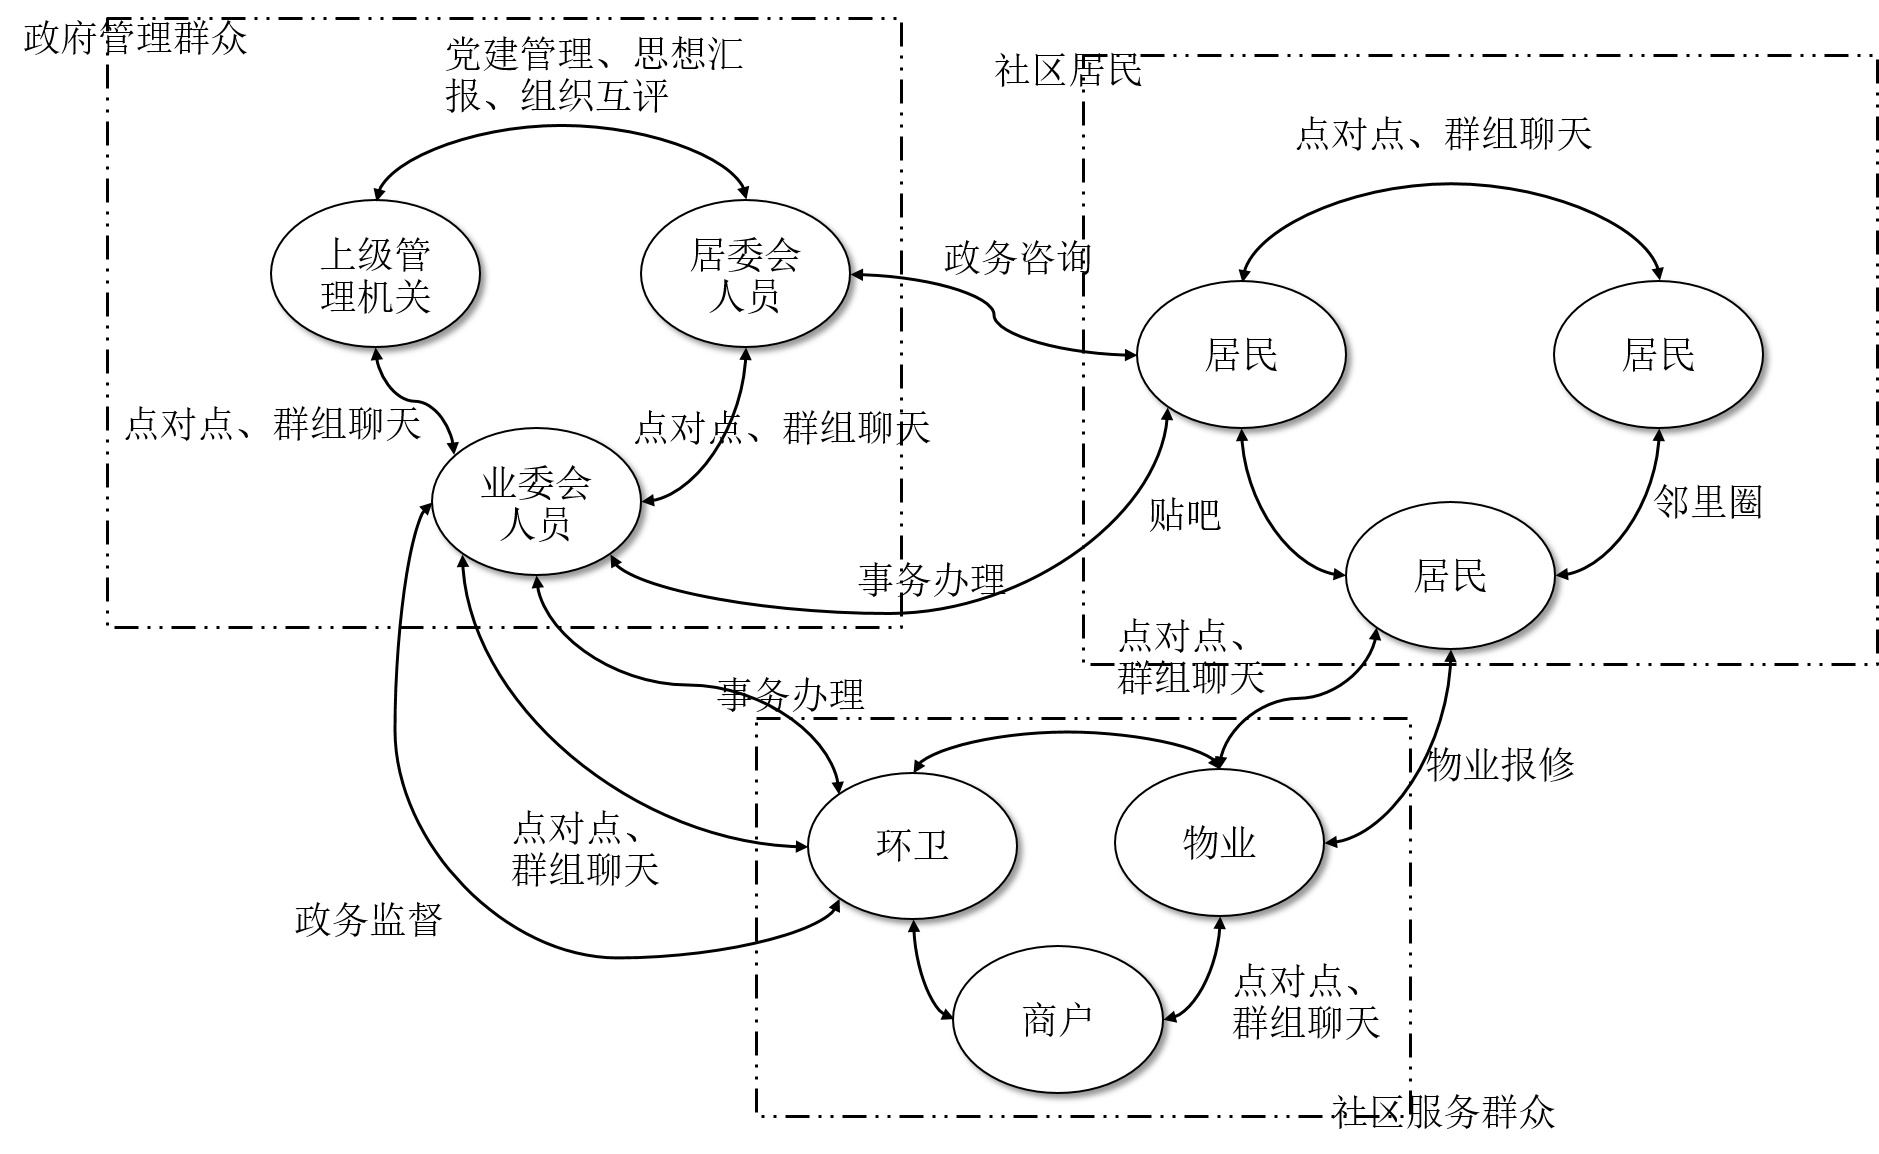 政府管理群众
党建管理、思想汇
报、组织互评
社区居民
点对点、群组聊天
上级管
理机关
居委会
人员
政务咨询
居民
居民
点对点、群组聊天
点对点、群组聊天
业委会
人员
贴吧
邻里圈
事务办理
居民
点对点、
群组聊天
事务办理
物业报修
点对点、
群组聊天
环卫
物业
政务监督
商户
点对点、
群组聊天
社区服务群众